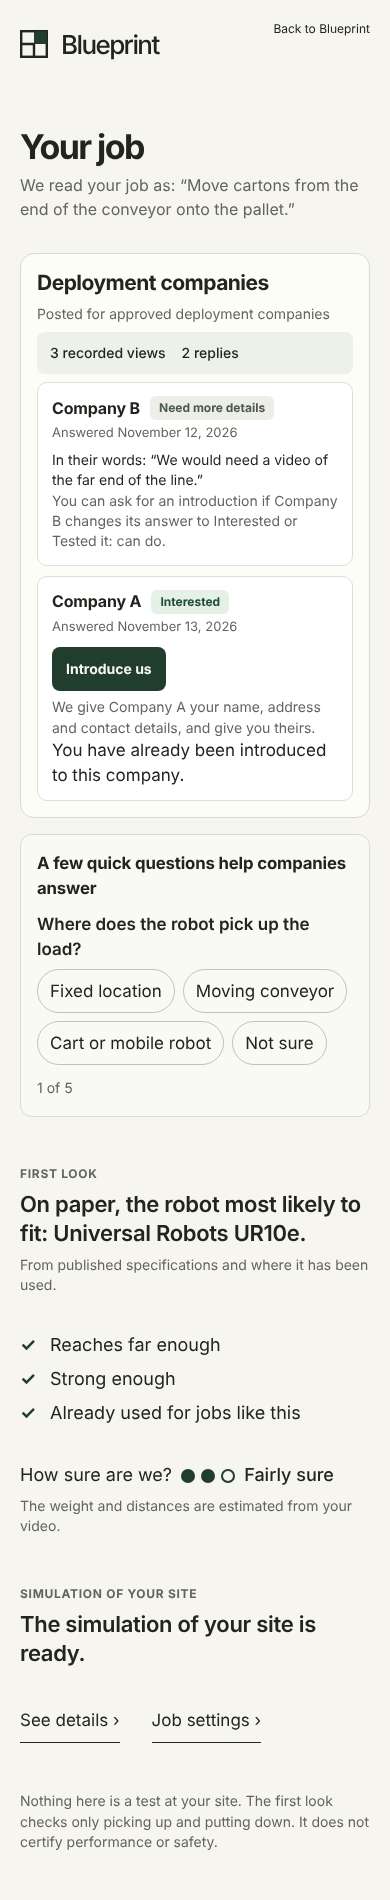 Blueprint
Back to Blueprint
Your job
We read your job as: “Move cartons from the
end of the conveyor onto the pallet.”
Deployment companies
Posted for approved deployment companies
3 recorded views 2 replies
Company B Need more details
Answered November 12, 2026
In their words: “We would need a video of
the far end of the line.”
You can ask for an introduction if Company
B changes its answer to Interested or
Tested it: can do.
Company A Interested
Answered November 13, 2026
Introduce us
We give Company A your name, address
and contact details, and give you theirs.
You have already been introduced
to this company.
A few quick questions help companies
answer
Where does the robot pick up the
load?
Fixed location Moving conveyor
Cart or mobile robot Not sure
1 of 5
FIRST LOOK
On paper, the robot most likely to
fit: Universal Robots UR10e.
From published specifications and where it has been
used.
✓ Reaches far enough
✓ Strong enough
✓ Already used for jobs like this
How sure are we? Fairly sure
The weight and distances are estimated from your
video.
SIMULATION OF YOUR SITE
The simulation of your site is
ready.
See details › Job settings ›
Nothing here is a test at your site. The first look
checks only picking up and putting down. It does not
certify performance or safety.